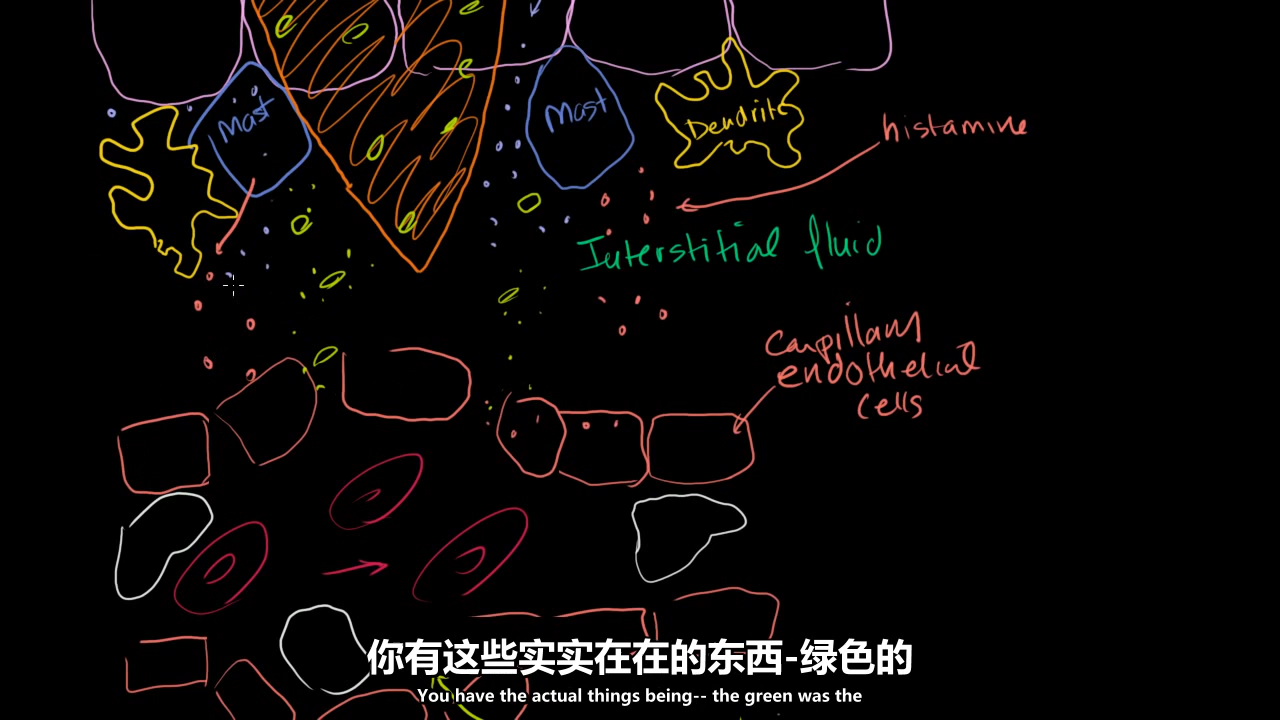 Mast
Mast
Dendritc
histamine
Interstitial fluid
Capillary
endothelial
cells
你有这些实实在在的东西-绿色的
You have the actual things being-- the green was the